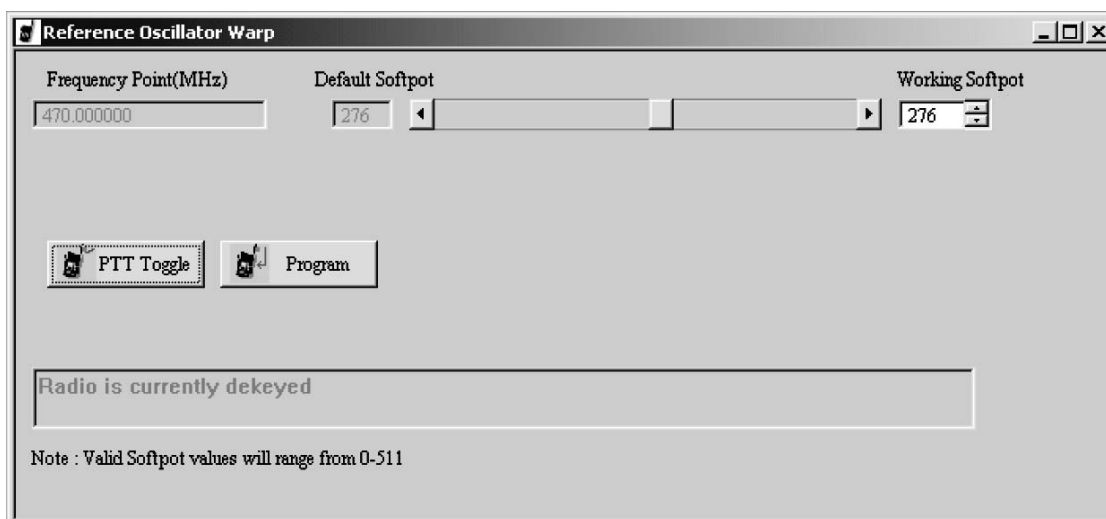 Reference Oscillator Warp
Frequency Point(MHz) Default Softpot Working Softpot
470.000000 276 276
PTT Toggle Program
Radio is currently dekeyed
Note : Valid Softpot values will range from 0-511